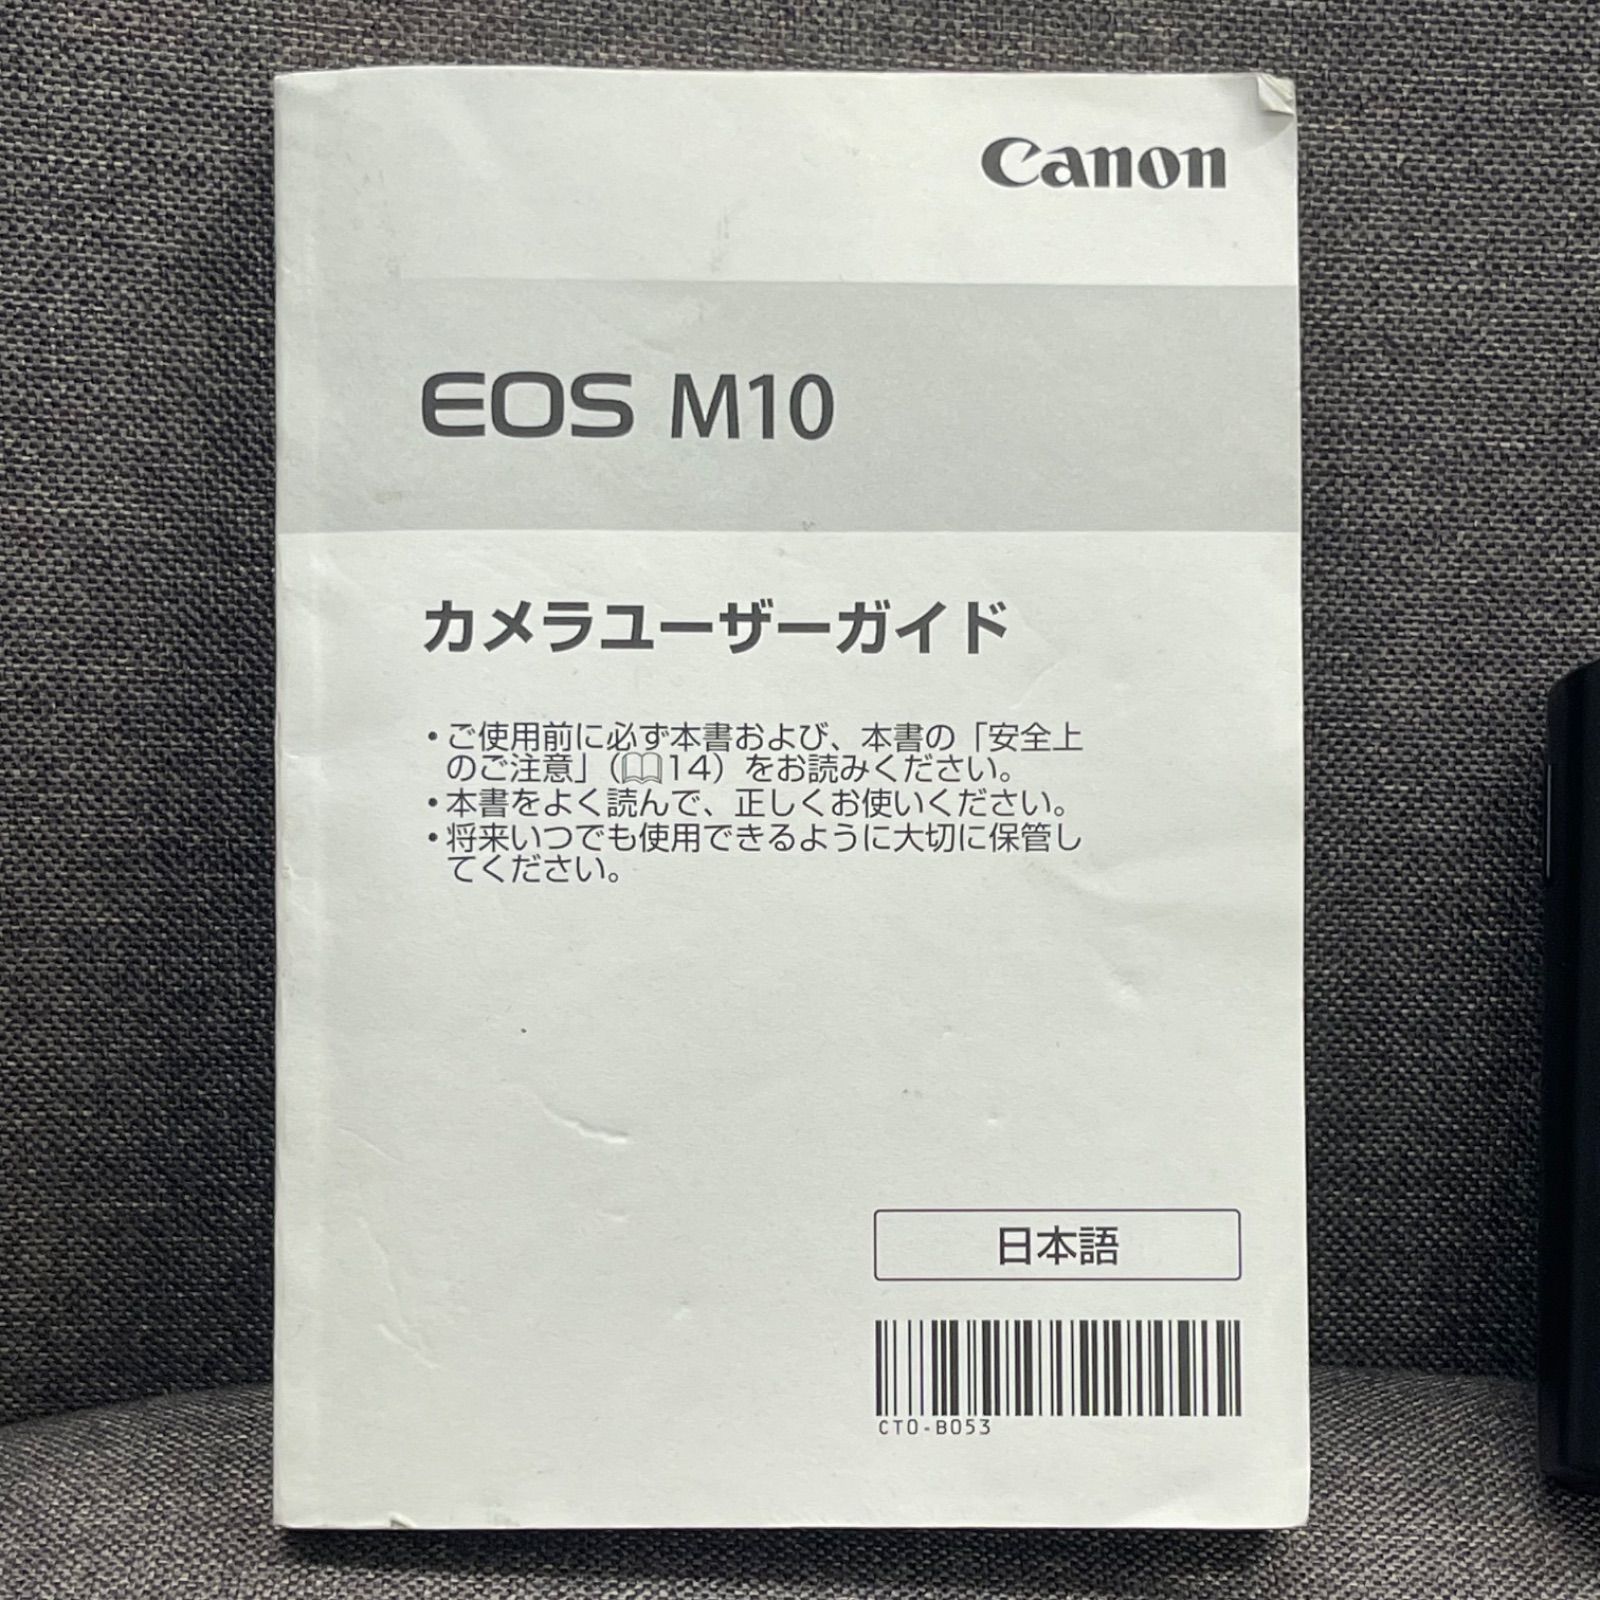 Canon
EOS M10
カメラユーザーガイド
・ご使用前に必ず本書および、本書の「安全上
のご注意」（14）をお読みください。
・本書をよく読んで、正しくお使いください。
・将来いつでも使用できるように大切に保管し
てください。
日本語
CT0-B053